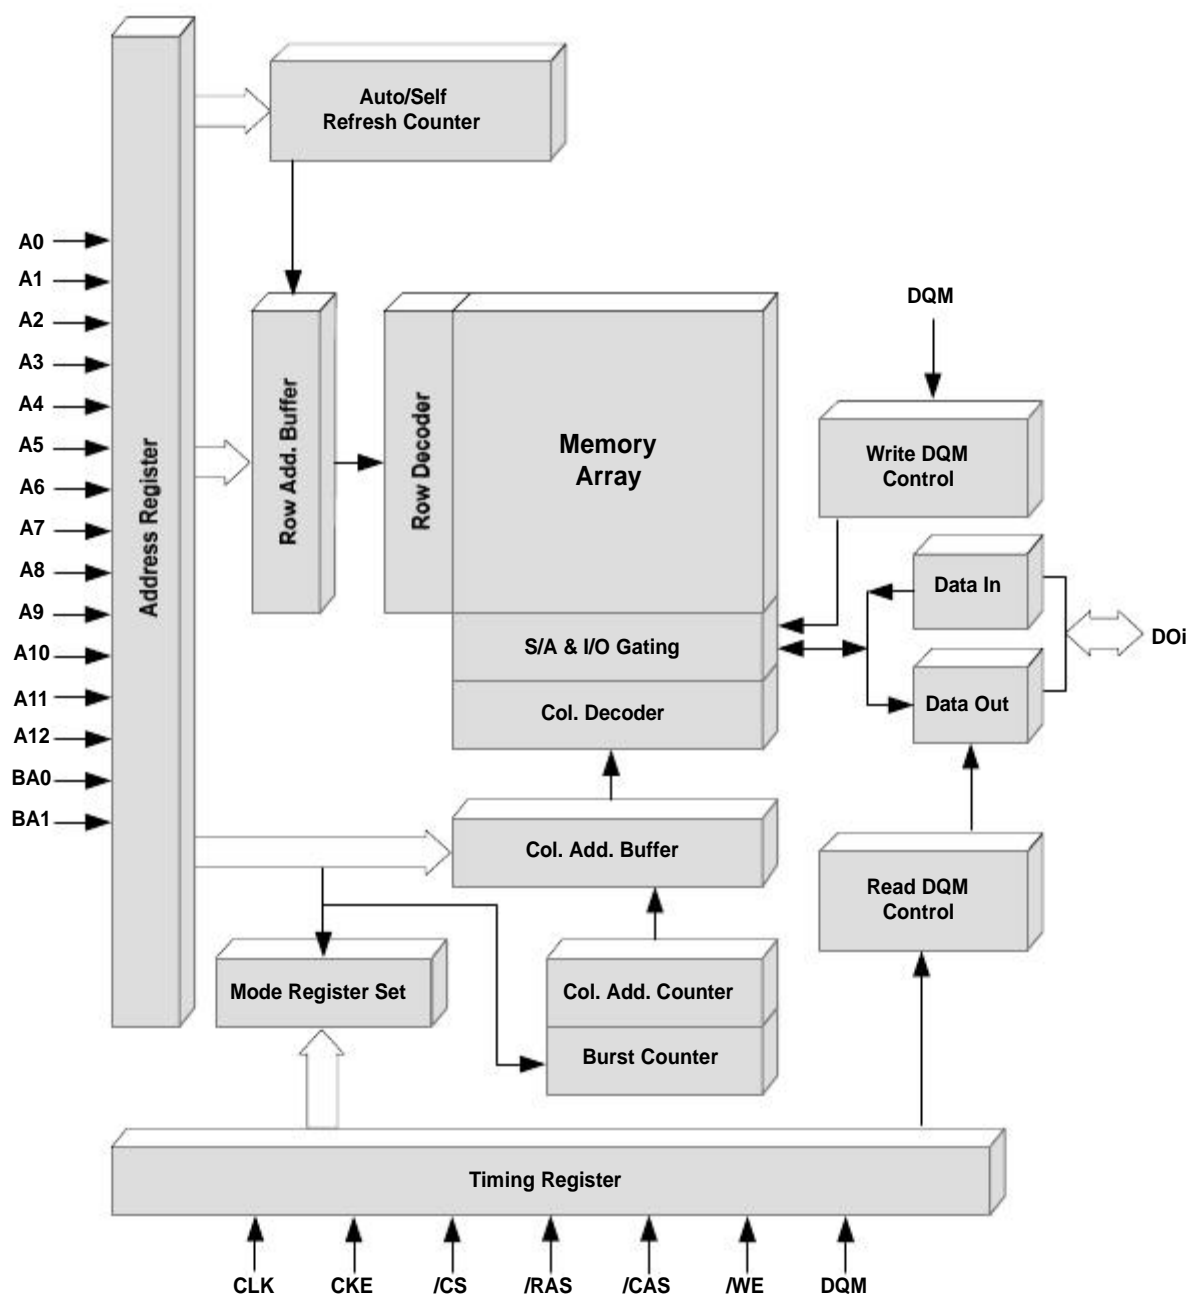 Auto/Self
Refresh Counter
A0
A1
A2
A3
A4
A5
A6
A7
A8
A9
A10
A11
A12
BA0
BA1
Address Register
Row Add. Buffer
Row Decoder
Memory
Array
DQM
Write DQM
Control
Data In
S/A & I/O Gating
DOi
Col. Decoder
Data Out
Col. Add. Buffer
Read DQM
Control
Mode Register Set
Col. Add. Counter
Burst Counter
Timing Register
CLK
CKE
/CS
/RAS
/CAS
/WE
DQM